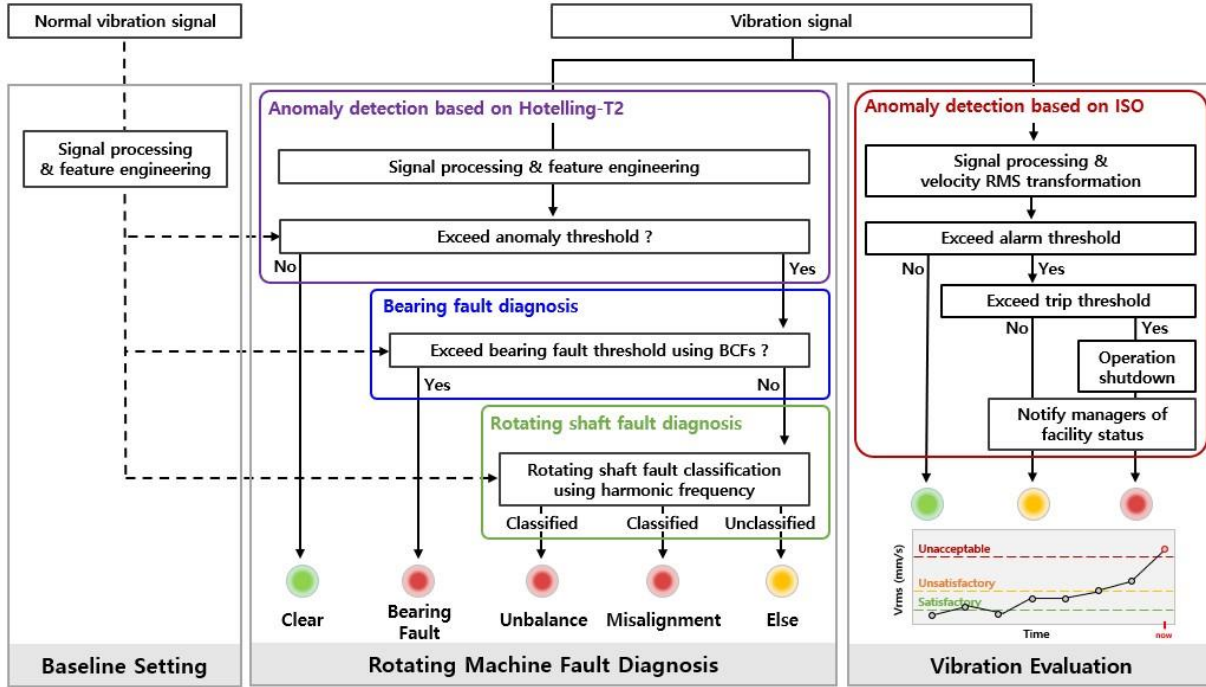 Normal vibration signal
Vibration signal
Signal processing
& feature engineering
Anomaly detection based on Hotelling-T2
Signal processing & feature engineering
Exceed anomaly threshold ?
No
Yes
Bearing fault diagnosis
Exceed bearing fault threshold using BCFs ?
Yes
No
Rotating shaft fault diagnosis
Rotating shaft fault classification
using harmonic frequency
Classified
Classified
Unclassified
Clear
Bearing
Fault
Unbalance
Misalignment
Else
Anomaly detection based on ISO
Signal processing &
velocity RMS transformation
Exceed alarm threshold
No
Yes
Exceed trip threshold
No
Yes
Operation
shutdown
Notify managers of
facility status
Vrms (mm/s)
Unacceptable
Unsatisfactory
Satisfactory
Time
now
Baseline Setting
Rotating Machine Fault Diagnosis
Vibration Evaluation